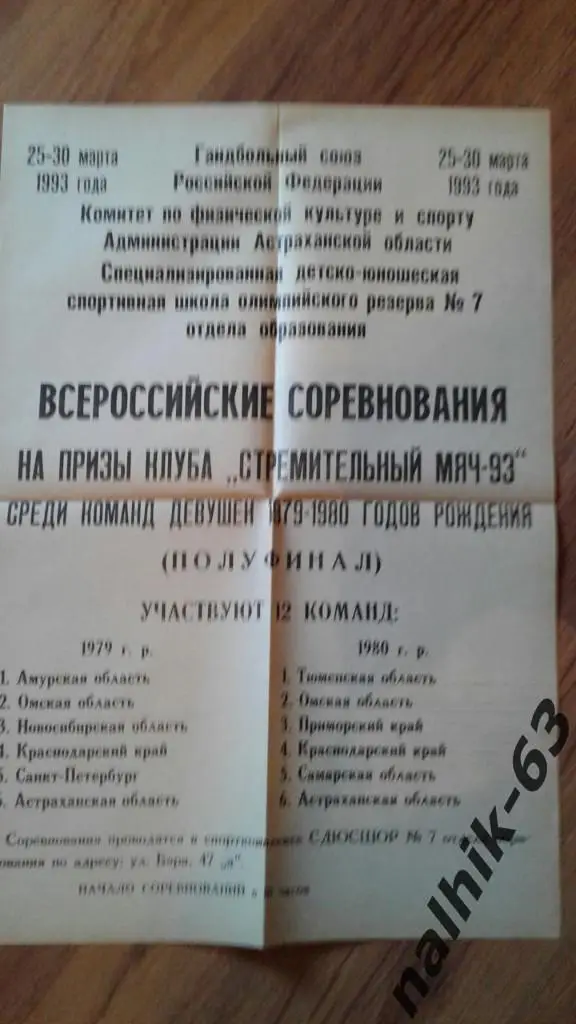 25-30 марта Гандбольный союз 25-30 марта
1993 года Российской Федерации 1993 года
Комитет по физической культуре и спорту
Администрации Астраханской области
Специализированная детско-юношеская
спортивная школа олимпийского резерва № 7
отдела образования
ВСЕРОССИЙСКИЕ СОРЕВНОВАНИЯ
НА ПРИЗЫ КЛУБА „СТРЕМИТЕЛЬНЫЙ МЯЧ-93"
СРЕДИ КОМАНД ДЕВУШЕК 1979-1980 ГОДОВ РОЖДЕНИЯ
(ПОЛУФИНАЛ)
УЧАСТВУЮТ 12 КОМАНД:
1979 г. р. 1980 г. р.
1. Амурская область 1. Тюменская область
2. Омская область 2. Омская область
3. Новосибирская область 3. Приморский край
4. Краснодарский край 4. Краснодарский край
5. Санкт-Петербург 5. Самарская область
6. Астраханская область 6. Астраханская область
Соревнования проводятся в спорткомплексе СДЮСШОР № 7
по адресу: ул. 47 „а"
НАЧАЛО СОРЕВНОВАНИЙ в часов
nalhik-63